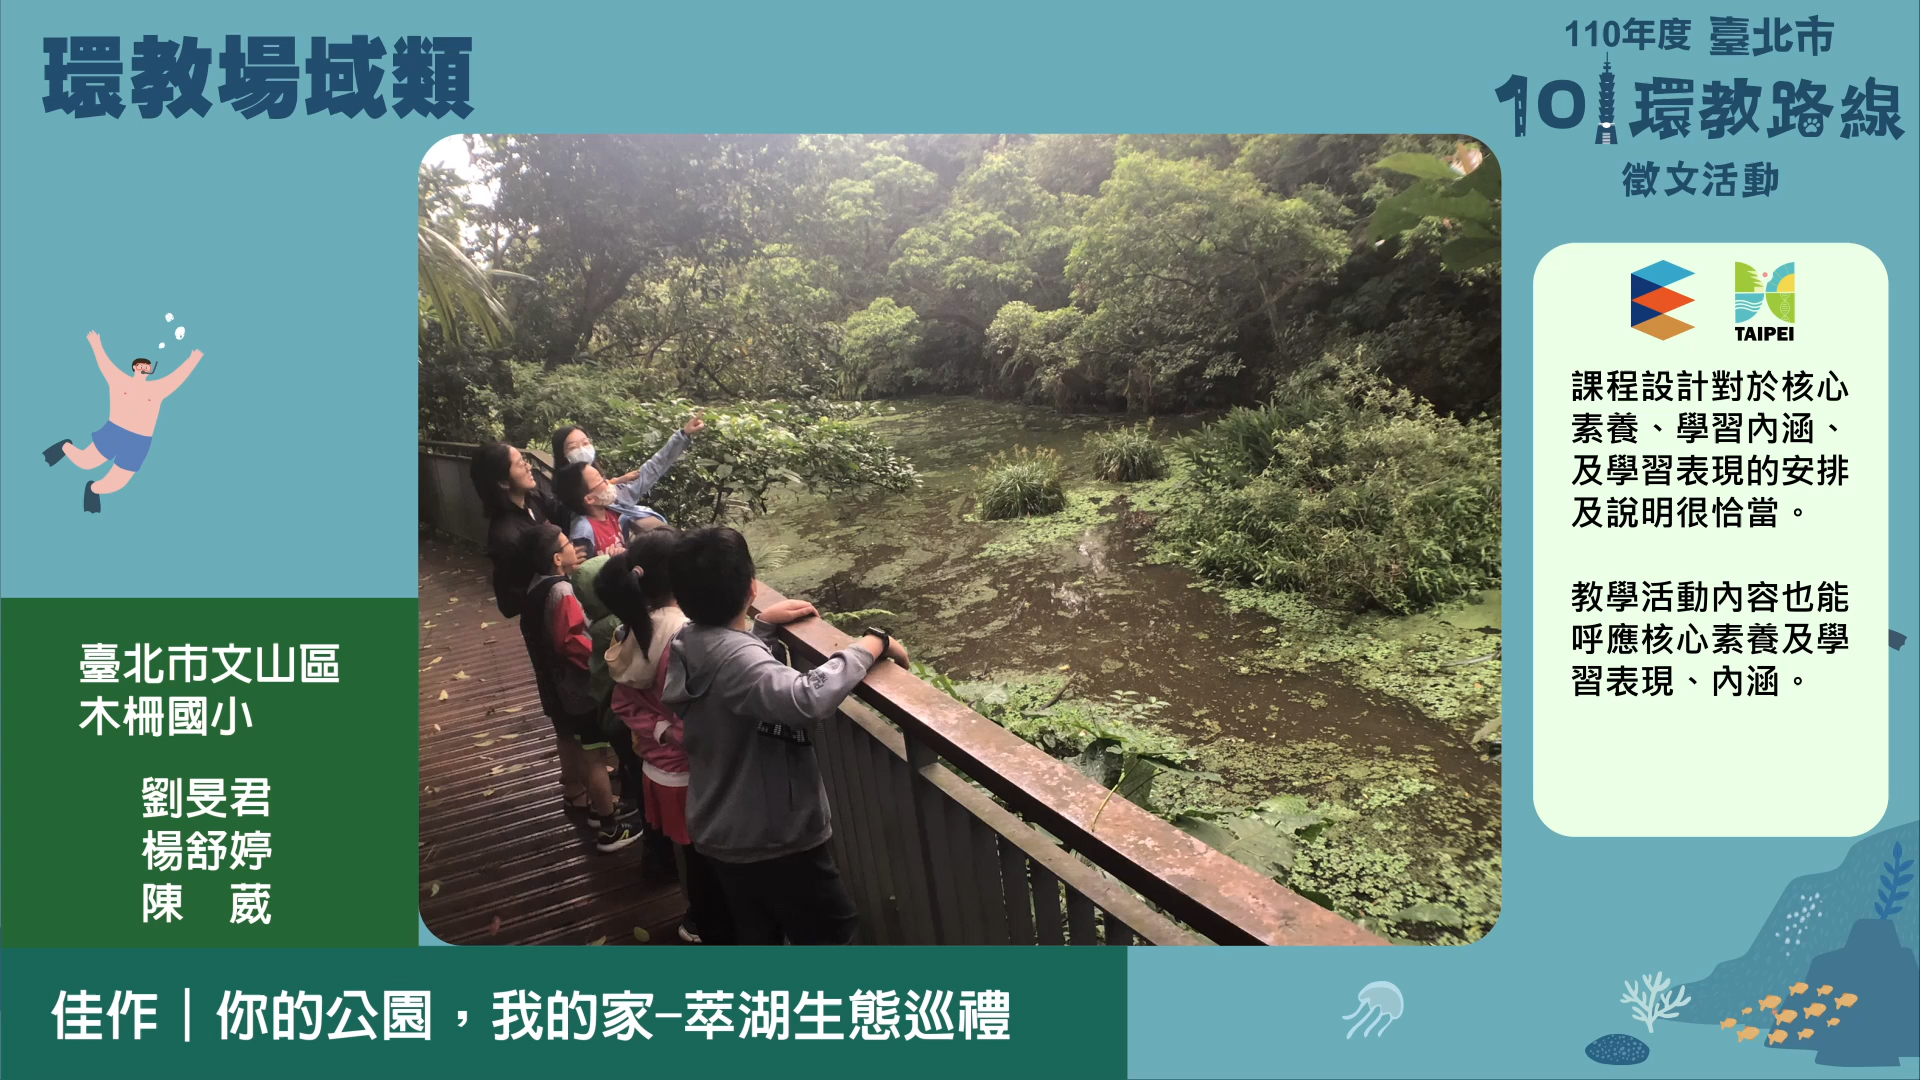 環教場域類
110年度 臺北市
101環教路線
徵文活動
TAIPEI
課程設計對於核心
素養、學習內涵、
及學習表現的安排
及說明很恰當。
教學活動內容也能
呼應核心素養及學
習表現、內涵。
臺北市文山區
木柵國小
劉旻君
楊舒婷
陳　葳
佳作｜你的公園，我的家–萃湖生態巡禮